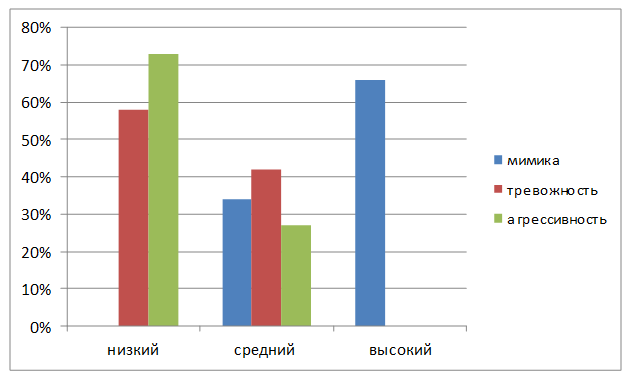 80%
70%
60%
50%
40%
30%
20%
10%
0%
низкий средний высокий
мимика
тревожность
агрессивность